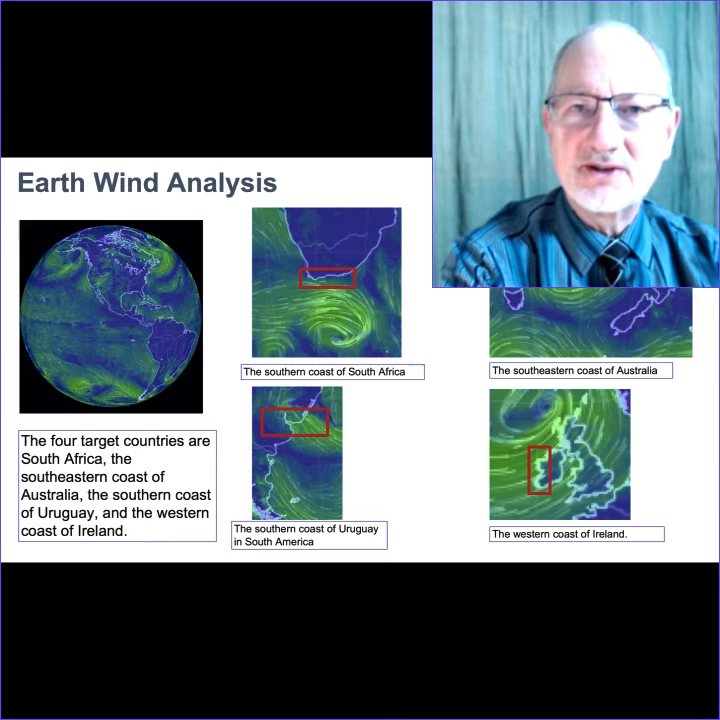 Earth Wind Analysis
The southern coast of South Africa
The southeastern coast of Australia
The four target countries are
South Africa, the
southeastern coast of
Australia, the southern coast
of Uruguay, and the western
coast of Ireland.
The southern coast of Uruguay
in South America
The western coast of Ireland.